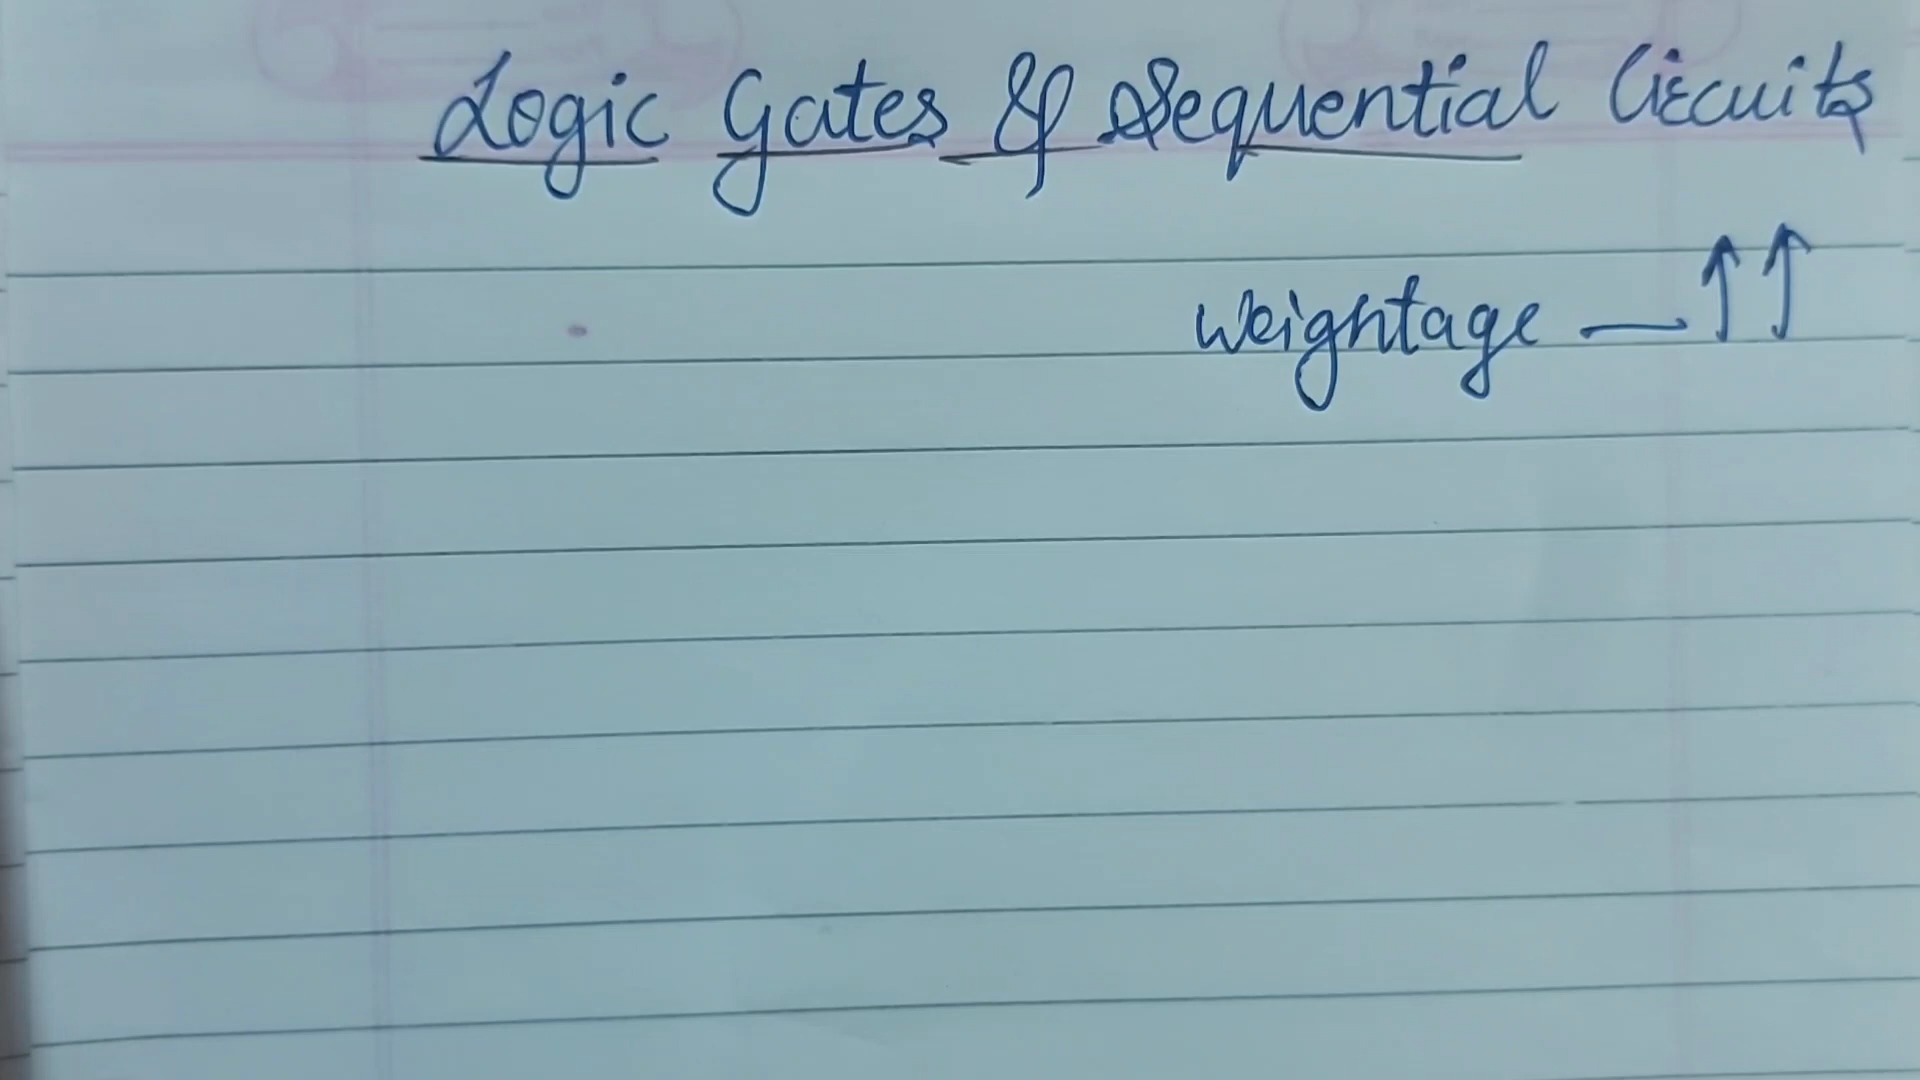 Logic Gates & Sequential Circuits
Weightage — ↑↑